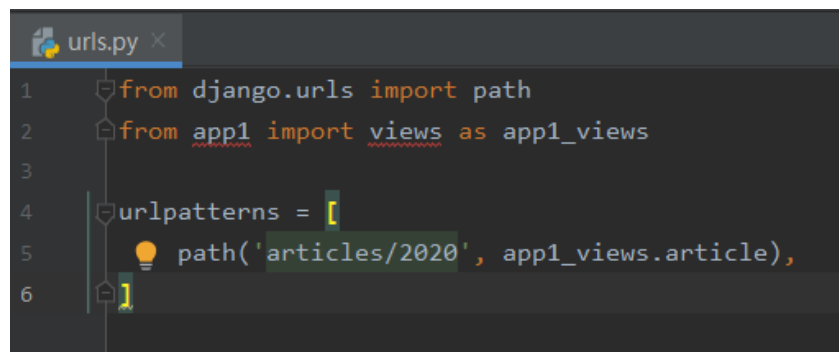 urls.py
1 from django.urls import path
2 from app1 import views as app1_views
3
4 urlpatterns = [
5 path('articles/2020', app1_views.article),
6 ]